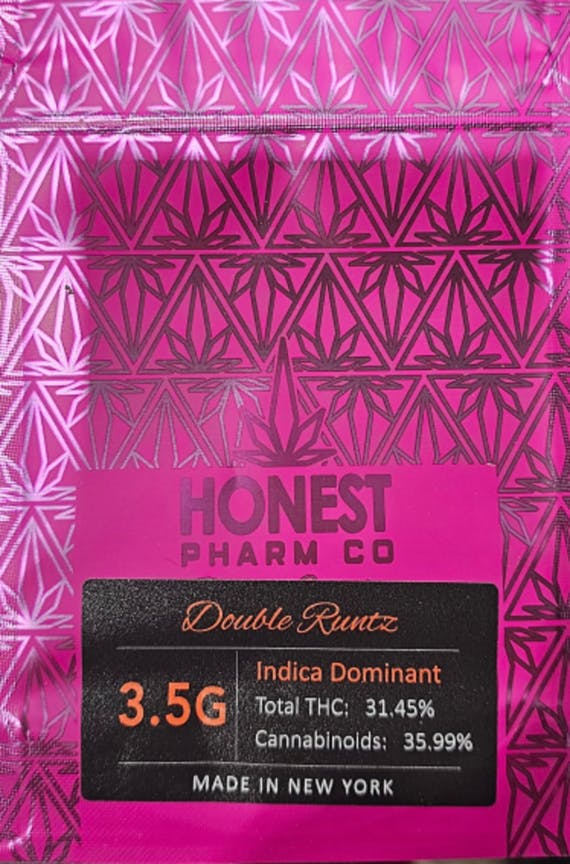 HONEST
PHARM CO
Double Runtz
3.5G
Indica Dominant
Total THC: 31.45%
Cannabinoids: 35.99%
MADE IN NEW YORK